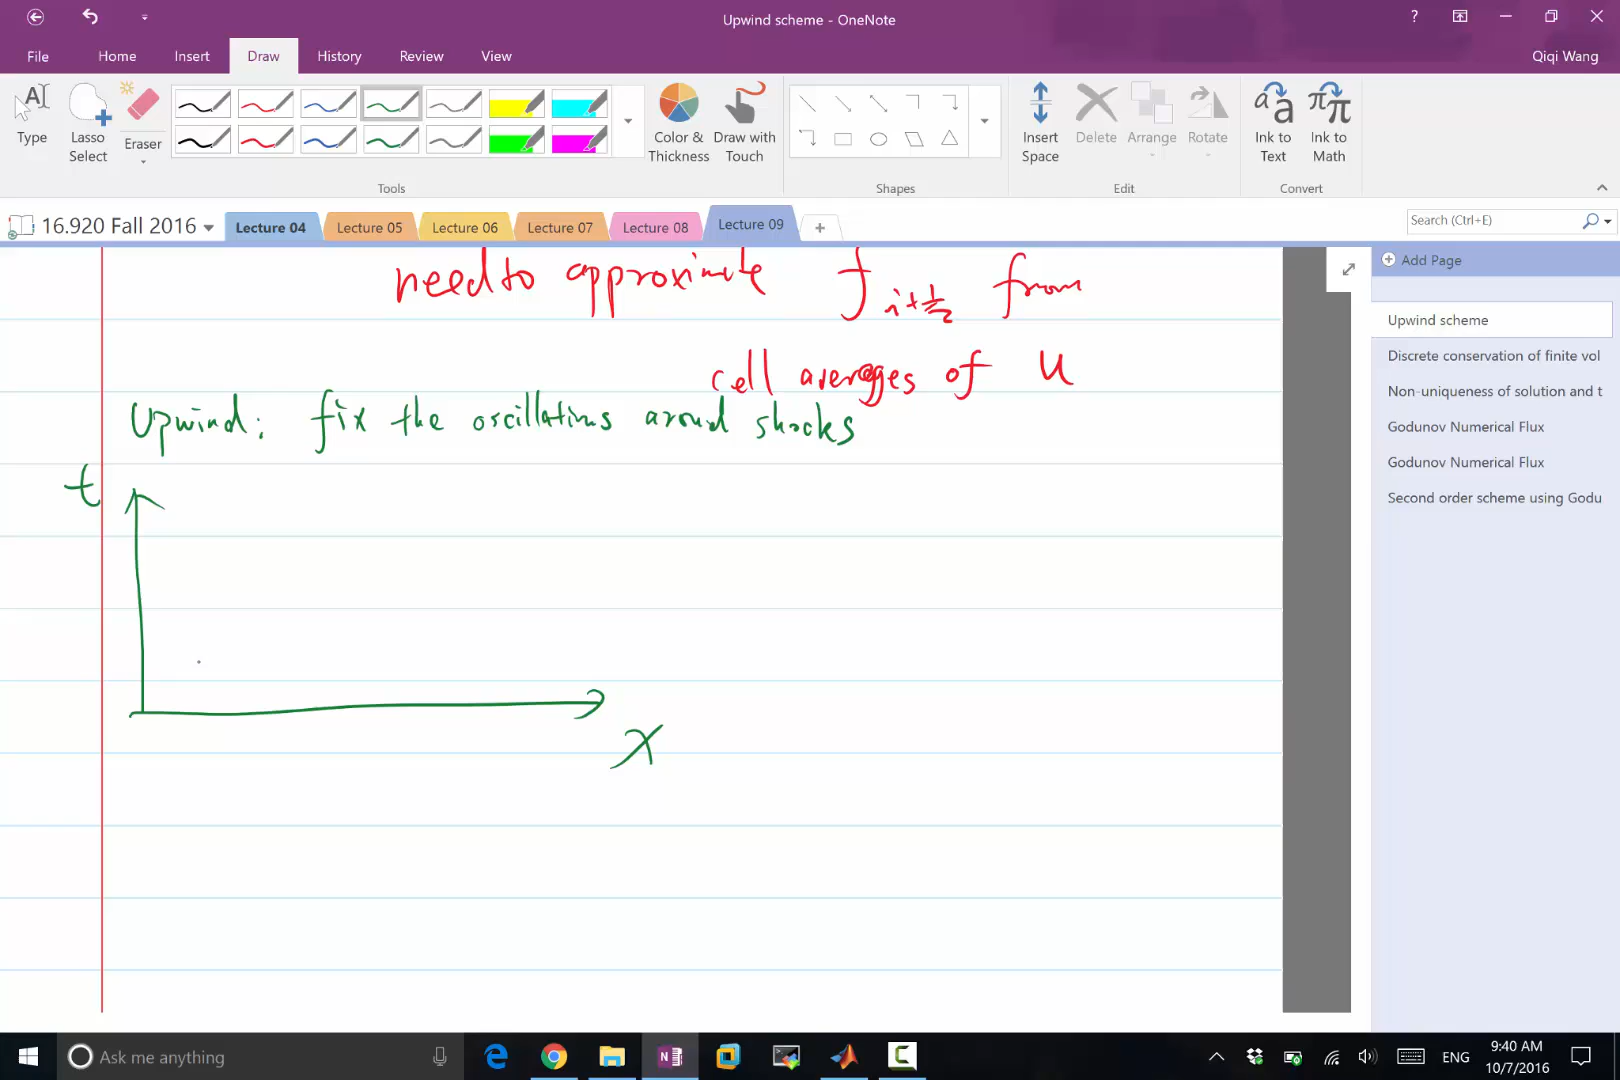 Upwind scheme - OneNote
?
File
Home
Insert
Draw
History
Review
View
Qiqi Wang
Type
Lasso Select
Eraser
Color & Thickness
Draw with Touch
Insert Space
Delete
Arrange
Rotate
Ink to Text
Ink to Math
Tools
Shapes
Edit
Convert
16.920 Fall 2016
Lecture 04
Lecture 05
Lecture 06
Lecture 07
Lecture 08
Lecture 09
Search (Ctrl+E)
need to approximate f i+1/2 from
cell averages of u
Upwind: fix the oscillations around shocks
t
x
Add Page
Upwind scheme
Discrete conservation of finite vol
Non-uniqueness of solution and t
Godunov Numerical Flux
Godunov Numerical Flux
Second order scheme using Godu
Ask me anything
ENG
9:40 AM
10/7/2016